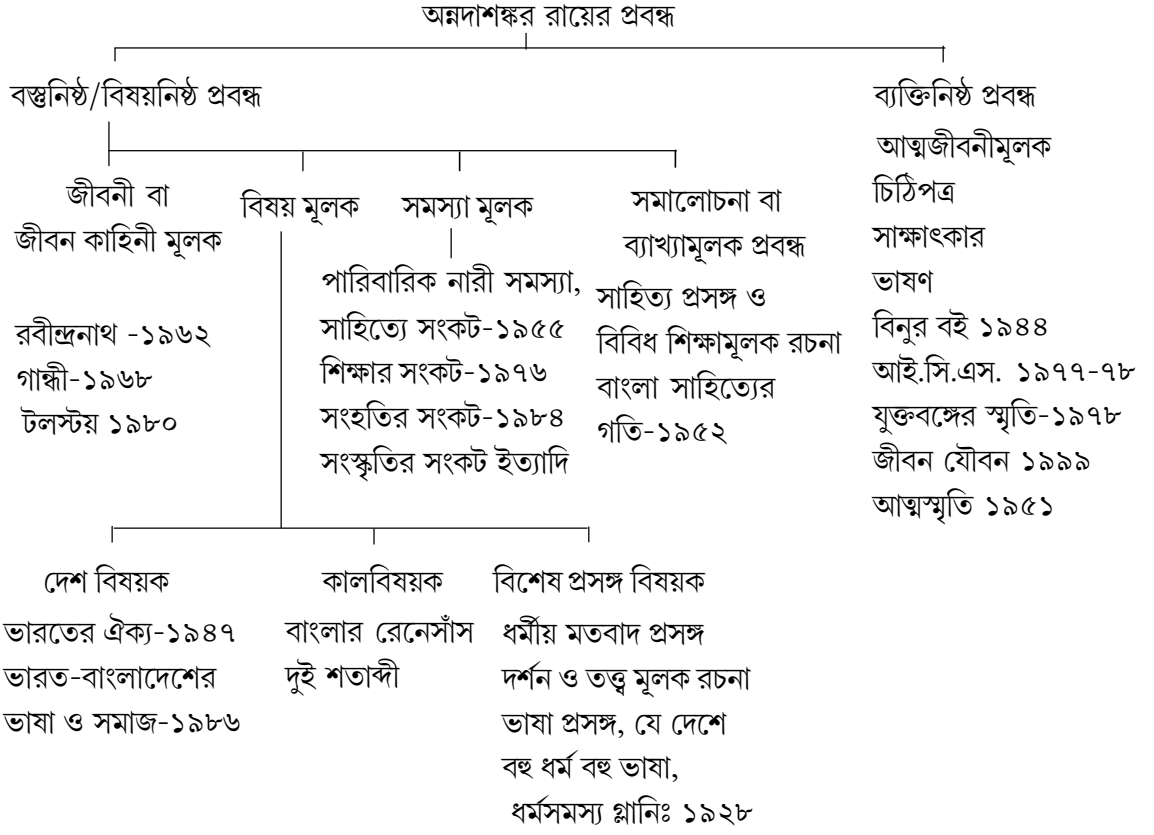 অন্নদাশঙ্কর রায়ের প্রবন্ধ
বস্তুনিষ্ঠ/বিষয়নিষ্ঠ প্রবন্ধ
জীবনী বা
জীবন কাহিনী মূলক
রবীন্দ্রনাথ -১৯৬২
গান্ধী-১৯৬৮
টলস্টয় ১৯৮০
বিষয় মূলক
সমস্যা মূলক
পারিবারিক নারী সমস্যা,
সাহিত্যে সংকট-১৯৫৫
শিক্ষার সংকট-১৯৭৬
সংহতির সংকট-১৯৮৪
সংস্কৃতির সংকট ইত্যাদি
সমালোচনা বা
ব্যাখ্যামূলক প্রবন্ধ
সাহিত্য প্রসঙ্গ ও
বিবিধ শিক্ষামূলক রচনা
বাংলা সাহিত্যের
গতি-১৯৫২
ব্যক্তিনিষ্ঠ প্রবন্ধ
আত্মজীবনীমূলক
চিঠিপত্র
সাক্ষাৎকার
ভাষণ
বিনুর বই ১৯৪৪
আই.সি.এস. ১৯৭৭-৭৮
যুক্তবঙ্গের স্মৃতি-১৯৭৮
জীবন যৌবন ১৯৯৯
আত্মস্মৃতি ১৯৫১
দেশ বিষয়ক
ভারতের ঐক্য-১৯৪৭
ভারত-বাংলাদেশের
ভাষা ও সমাজ-১৯৮৬
কালবিষয়ক
বাংলার রেনেসাঁস
দুই শতাব্দী
বিশেষ প্রসঙ্গ বিষয়ক
ধর্মীয় মতবাদ প্রসঙ্গ
দর্শন ও তত্ত্ব মূলক রচনা
ভাষা প্রসঙ্গ, যে দেশে
বহু ধর্ম বহু ভাষা,
ধর্মসমস্য গ্লানিঃ ১৯২৮